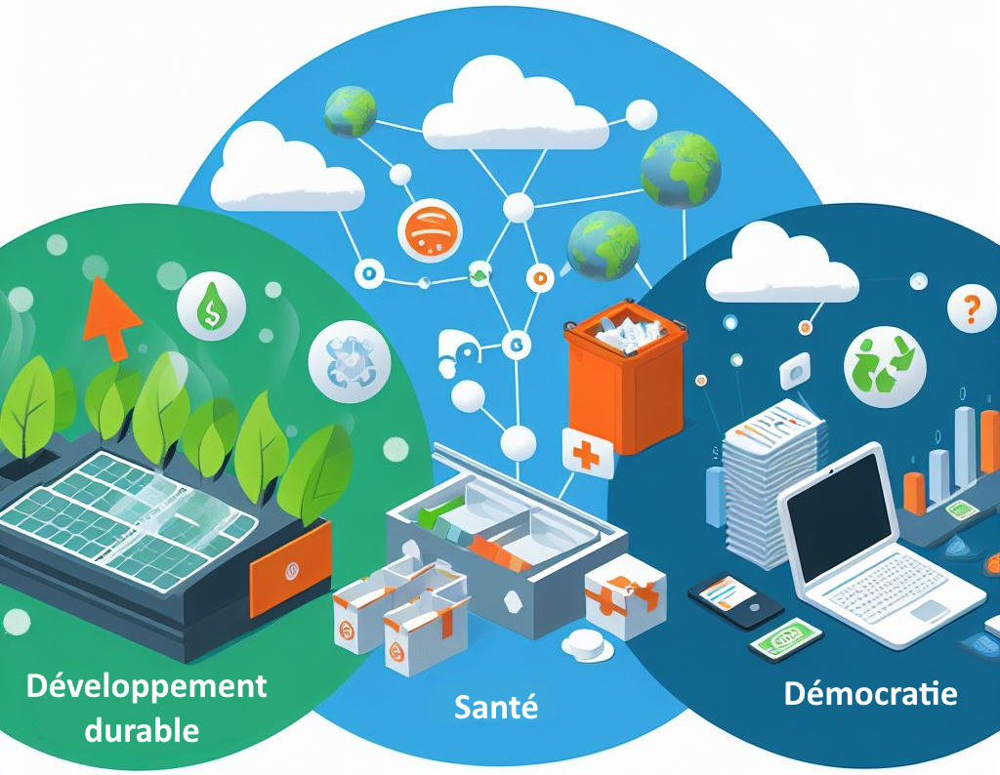 Développement
durable
Santé
Démocratie
$
?